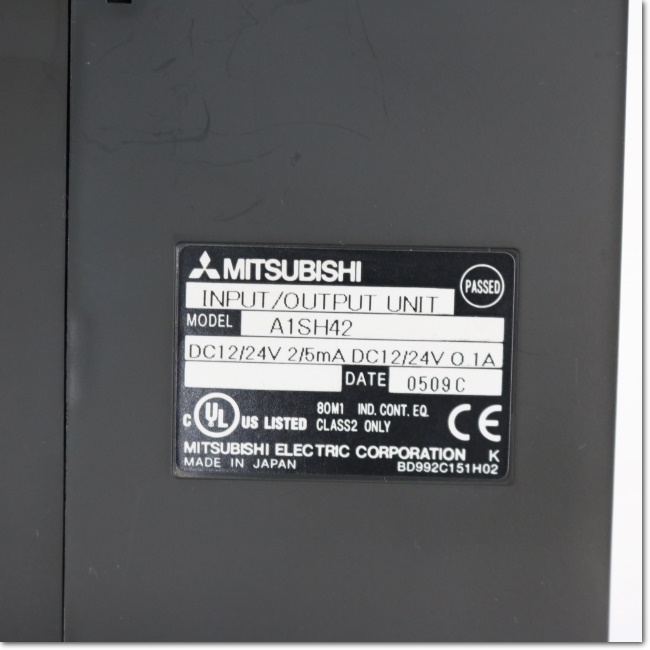 MITSUBISHI
PASSED
INPUT/OUTPUT UNIT
MODEL A1SH42
DC12/24V 2/5mA DC12/24V 0.1A
DATE 0509C
C UL US LISTED 80M1 IND. CONT. EQ. CLASS2 ONLY CE
MITSUBISHI ELECTRIC CORPORATION K
MADE IN JAPAN BD992C151H02